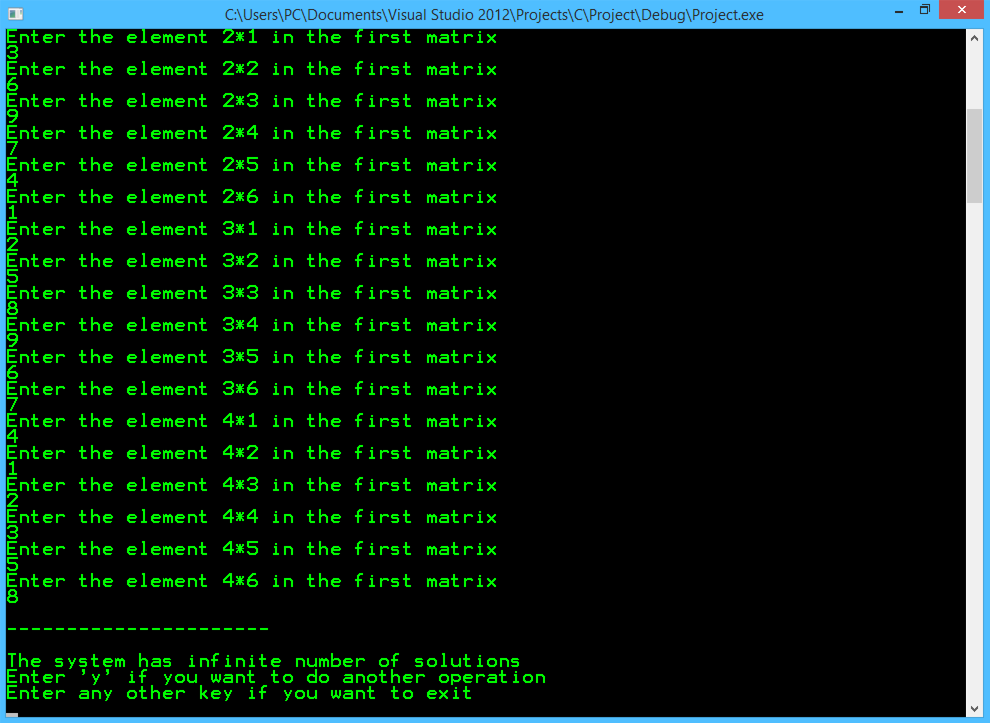 C:\Users\PC\Documents\Visual Studio 2012\Projects\C\Project\Debug\Project.exe
Enter the element 2*1 in the first matrix
3
Enter the element 2*2 in the first matrix
6
Enter the element 2*3 in the first matrix
9
Enter the element 2*4 in the first matrix
7
Enter the element 2*5 in the first matrix
4
Enter the element 2*6 in the first matrix
1
Enter the element 3*1 in the first matrix
2
Enter the element 3*2 in the first matrix
5
Enter the element 3*3 in the first matrix
8
Enter the element 3*4 in the first matrix
9
Enter the element 3*5 in the first matrix
6
Enter the element 3*6 in the first matrix
7
Enter the element 4*1 in the first matrix
4
Enter the element 4*2 in the first matrix
1
Enter the element 4*3 in the first matrix
2
Enter the element 4*4 in the first matrix
3
Enter the element 4*5 in the first matrix
5
Enter the element 4*6 in the first matrix
8
----------------------
The system has infinite number of solutions
Enter 'y' if you want to do another operation
Enter any other key if you want to exit